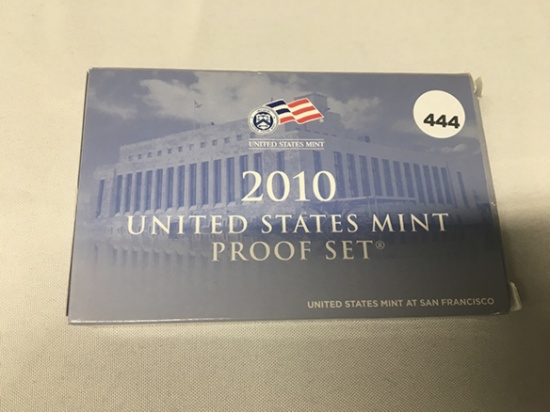 444
UNITED STATES MINT
2010
UNITED STATES MINT
PROOF SET®
UNITED STATES MINT AT SAN FRANCISCO